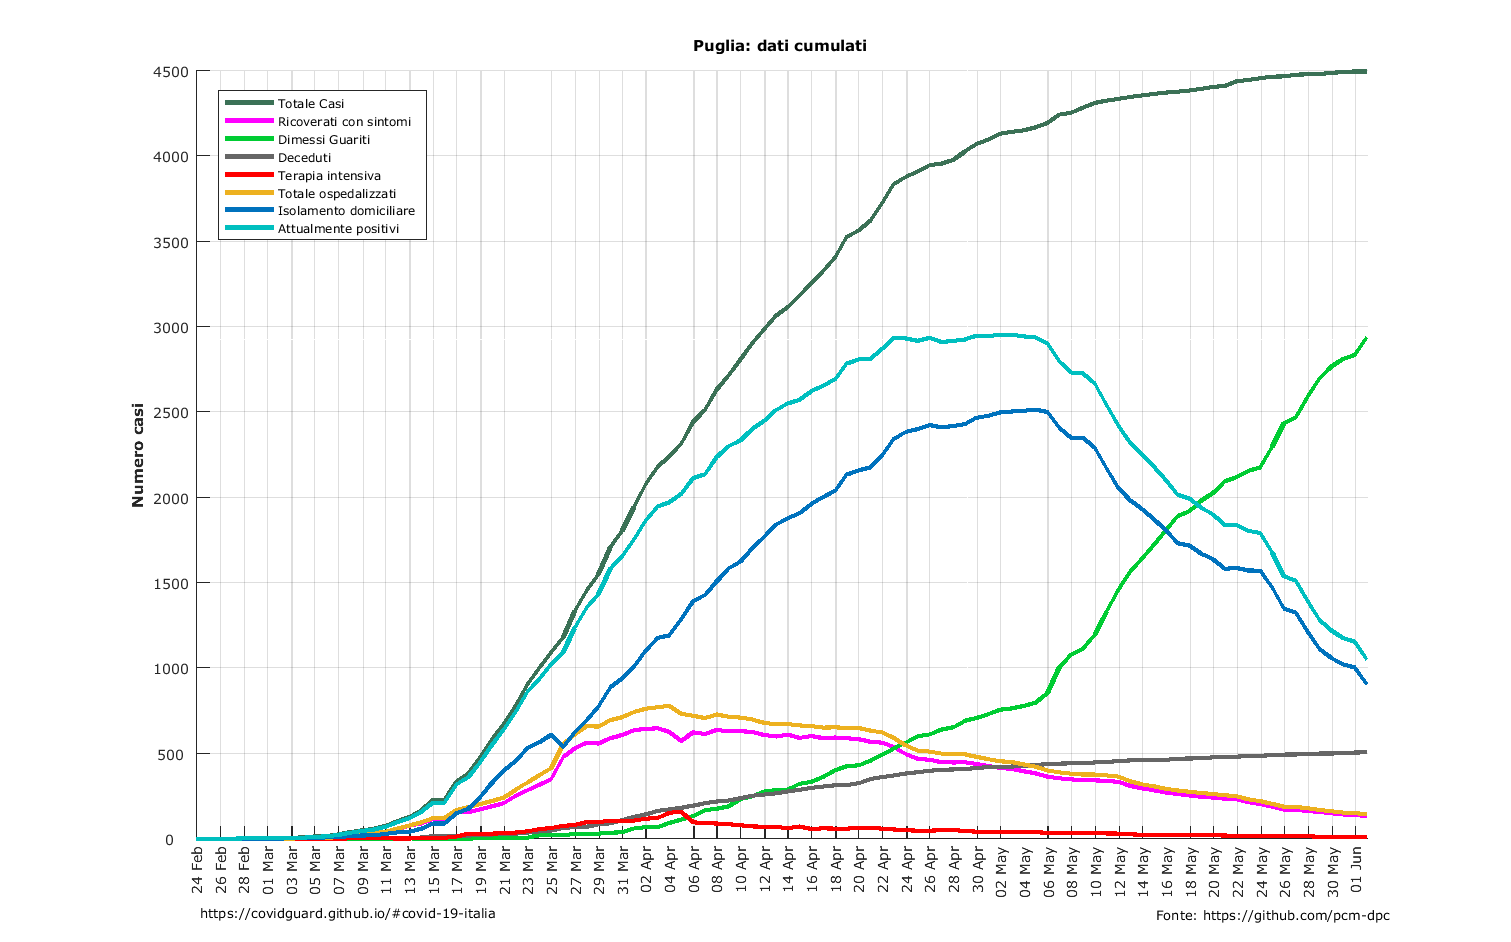 Puglia: dati cumulati
Numero casi
4500
4000
3500
3000
2500
2000
1500
1000
500
0
Totale Casi
Ricoverati con sintomi
Dimessi Guariti
Deceduti
Terapia intensiva
Totale ospedalizzati
Isolamento domiciliare
Attualmente positivi
24 Feb
26 Feb
28 Feb
01 Mar
03 Mar
05 Mar
07 Mar
09 Mar
11 Mar
13 Mar
15 Mar
17 Mar
19 Mar
21 Mar
23 Mar
25 Mar
27 Mar
29 Mar
31 Mar
02 Apr
04 Apr
06 Apr
08 Apr
10 Apr
12 Apr
14 Apr
16 Apr
18 Apr
20 Apr
22 Apr
24 Apr
26 Apr
28 Apr
30 Apr
02 May
04 May
06 May
08 May
10 May
12 May
14 May
16 May
18 May
20 May
22 May
24 May
26 May
28 May
30 May
01 Jun
https://covidguard.github.io/#covid-19-italia
Fonte: https://github.com/pcm-dpc